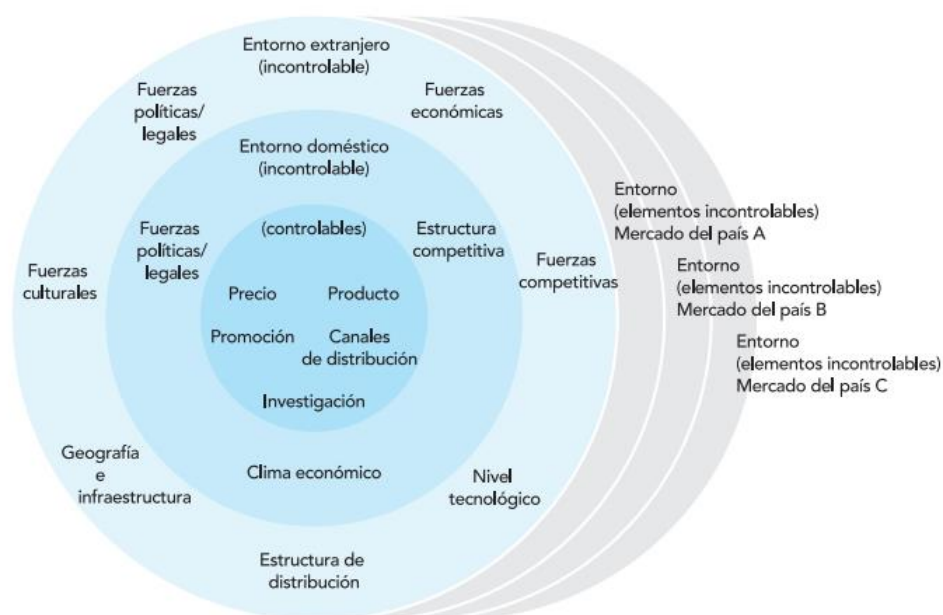 Entorno extranjero
(incontrolable)
Fuerzas
políticas/
legales
Fuerzas
económicas
Entorno doméstico
(incontrolable)
Fuerzas
políticas/
legales
(controlables)
Estructura
competitiva
Fuerzas
culturales
Fuerzas
competitivas
Precio
Producto
Promoción
Canales
de distribución
Investigación
Geografía
e
infraestructura
Clima económico
Nivel
tecnológico
Estructura de
distribución
Entorno
(elementos incontrolables)
Mercado del país A
Entorno
(elementos incontrolables)
Mercado del país B
Entorno
(elementos incontrolables)
Mercado del país C